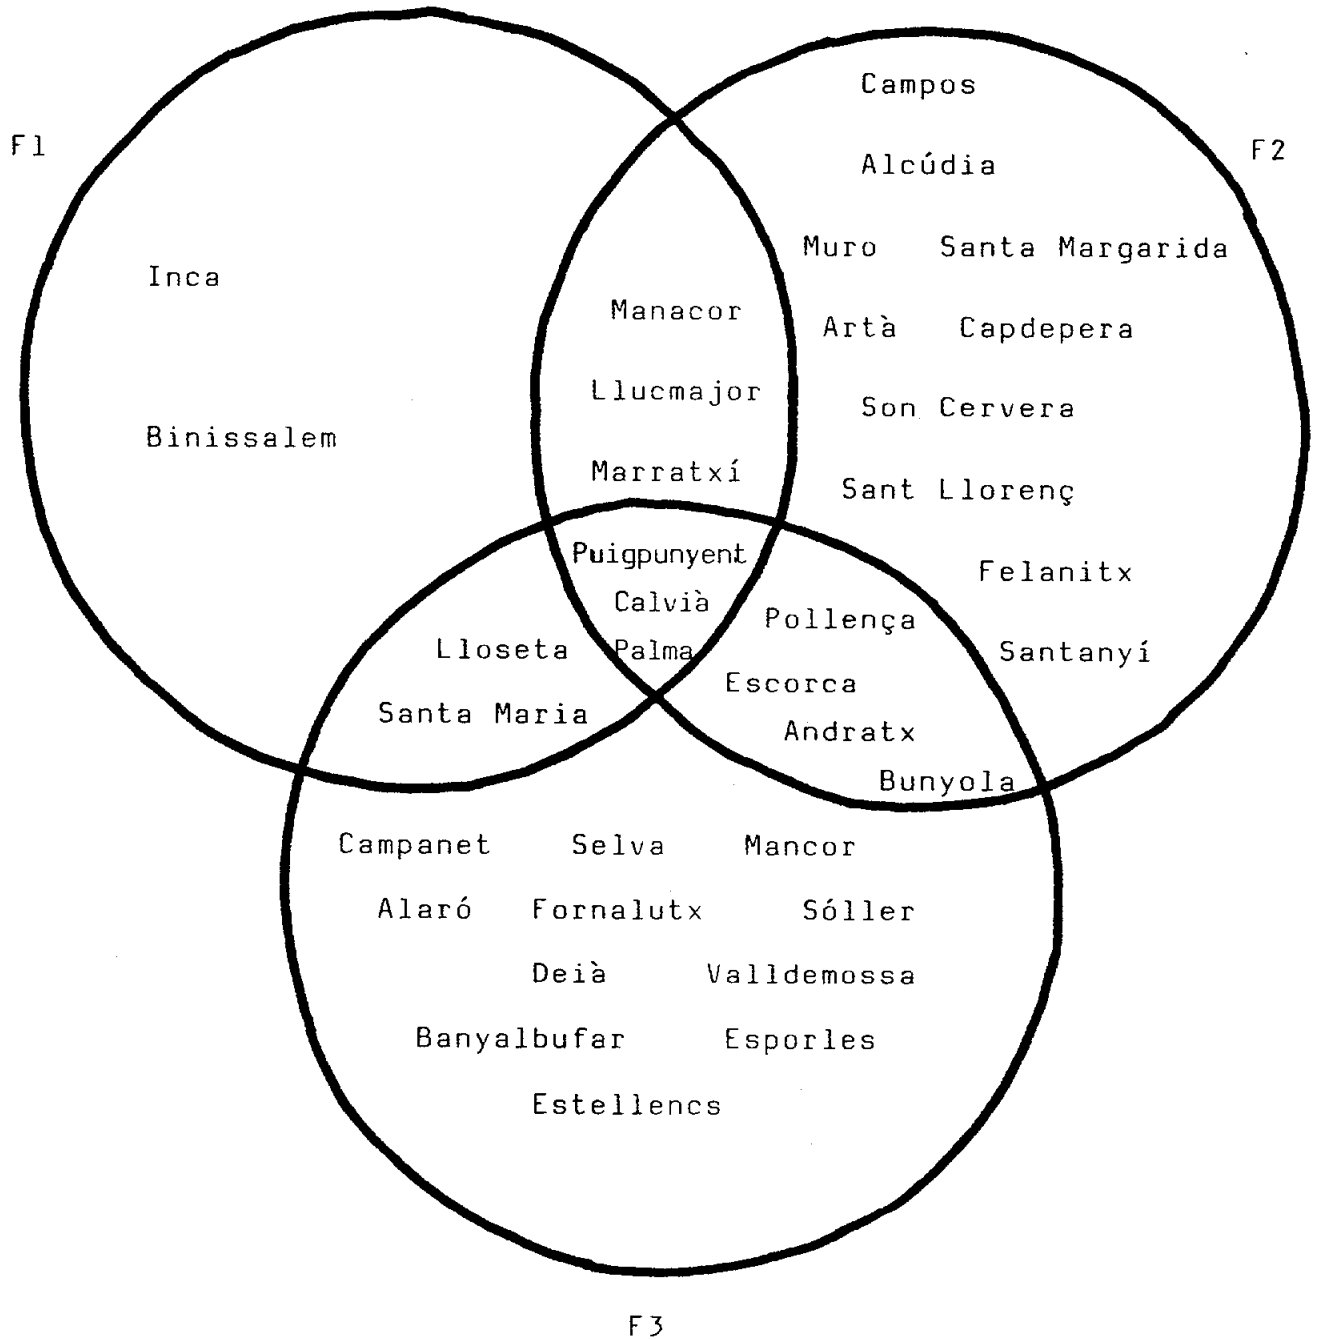 Campos
F1
F2
Alcúdia
Muro Santa Margarida
Inca
Manacor
Artà Capdepera
Llucmajor
Son Cervera
Binissalem
Marratxí
Sant Llorenç
Puigpunyent
Felanitx
Calvià
Pollença
Lloseta
Palma
Santanyí
Escorca
Santa Maria
Andratx
Bunyola
Campanet Selva Mancor
Alaró Fornalutx Sóller
Deià Valldemossa
Banyalbufar Esporles
Estellencs
F3